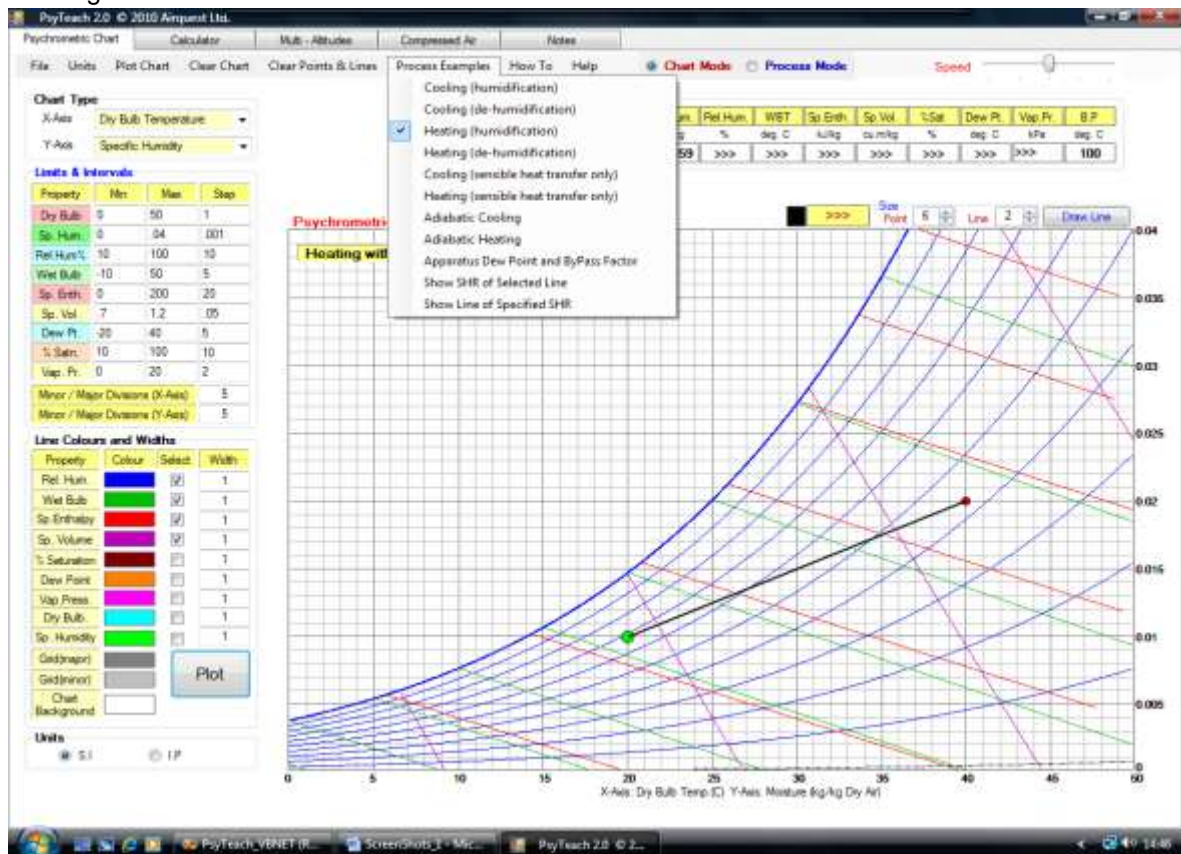 PsyTeach 2.0 © 2010 Airquest Ltd.
Psychrometric Chart Calculator Multi - Altitudes Compressed Air Notes
File Units Plot Chart Clear Chart Clear Points & Lines Process Examples How To Help Chart Mode Process Mode Speed
Cooling (humidification)
Cooling (de-humidification)
Heating (humidification)
Heating (de-humidification)
Cooling (sensible heat transfer only)
Heating (sensible heat transfer only)
Adiabatic Cooling
Adiabatic Heating
Apparatus Dew Point and ByPass Factor
Show SHR of Selected Line
Show Line of Specified SHR
Chart Type
X-Axis Dry Bulb Temperature
Y-Axis Specific Humidity
Rel.Hum. WBT Sp.Enth. Sp.Vol. %Sat. Dew Pt. Vap.Pr. B.P
% deg. C kJ/kg cu.m/kg % deg. C kPa deg. C
59 >>> >>> >>> >>> >>> >>> >>> 100
Limits & Intervals
Property Min Max Step
Dry Bulb 0 50 1
Sp. Hum. 0 .04 .001
Rel.Hum% 10 100 10
Wet Bulb -10 50 5
Sp. Enth. 0 200 20
Sp. Vol. .7 1.2 .05
Dew Pt. -20 40 5
% Satn. 10 100 10
Vap. Pr. 0 20 2
Minor / Major Divisions (X-Axis) 5
Minor / Major Divisions (Y-Axis) 5
Line Colours and Widths
Property Colour Select Width
Rel. Hum. 1
Wet Bulb 1
Sp.Enthalpy 1
Sp. Volume 1
% Saturation 1
Dew Point 1
Vap.Press. 1
Dry Bulb. 1
Sp. Humidity 1
Grid(major)
Grid(minor)
Chart Background
Plot
Units
S.I I.P
Psychrometri
Heating wit
>>> Size
Point 6 Line 2 Draw Line
0.04
0.035
0.03
0.025
0.02
0.015
0.01
0.005
0
0 5 10 15 20 25 30 35 40 45 50
X-Axis: Dry Bulb Temp.(C) Y-Axis: Moisture (kg/kg Dry Air)
PsyTeach_VBNET (R... ScreenShots_1 - Mic... PsyTeach 2.0 © 2... 14:46